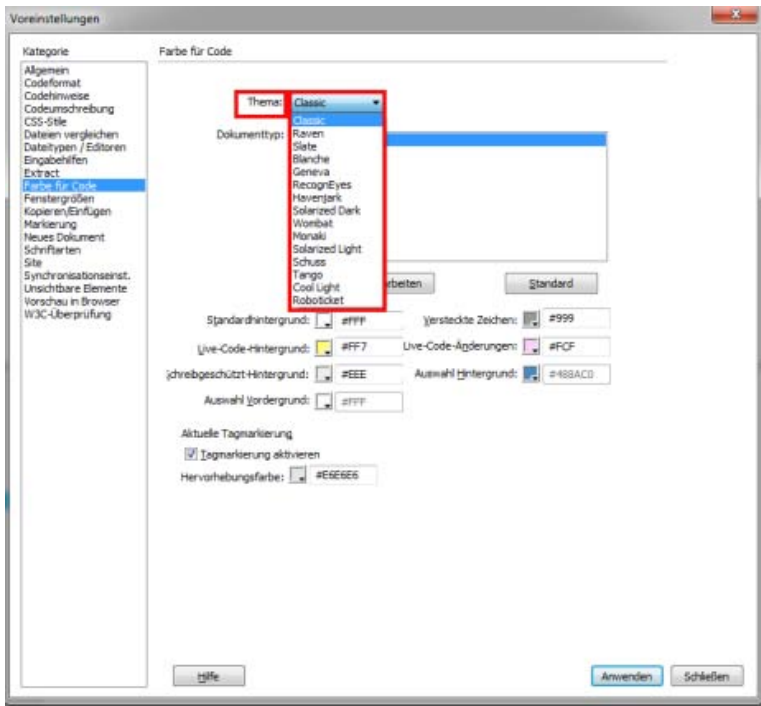 Voreinstellungen
Kategorie
Allgemein
Codeformat
Codehinweise
Codeumschreibung
CSS-Stile
Dateien vergleichen
Dateitypen / Editoren
Eingabehilfen
Extract
Farbe für Code
Fenstergrößen
Kopieren/Einfügen
Markierung
Neues Dokument
Schriftarten
Site
Synchronisationseinst.
Unsichtbare Elemente
Vorschau in Browser
W3C-Überprüfung
Farbe für Code
Thema: Classic
Classic
Raven
Slate
Blanche
Geneva
RecognEyes
Havenjark
Solarized Dark
Wombat
Monaki
Solarized Light
Schuss
Tango
Cool Light
Roboticket
Dokumenttyp:
rbeiten
Standard
Standardhintergrund: #FFF
Versteckte Zeichen: #999
Live-Code-Hintergrund: #FF7
Live-Code-Änderungen: #FCF
chreibgeschützt-Hintergrund: #EEE
Auswahl Hintergrund: #488AC0
Auswahl Vordergrund: #FFF
Aktuelle Tagmarkierung
Tagmarkierung aktivieren
Hervorhebungsfarbe: #E6E6E6
Hilfe
Anwenden
Schließen